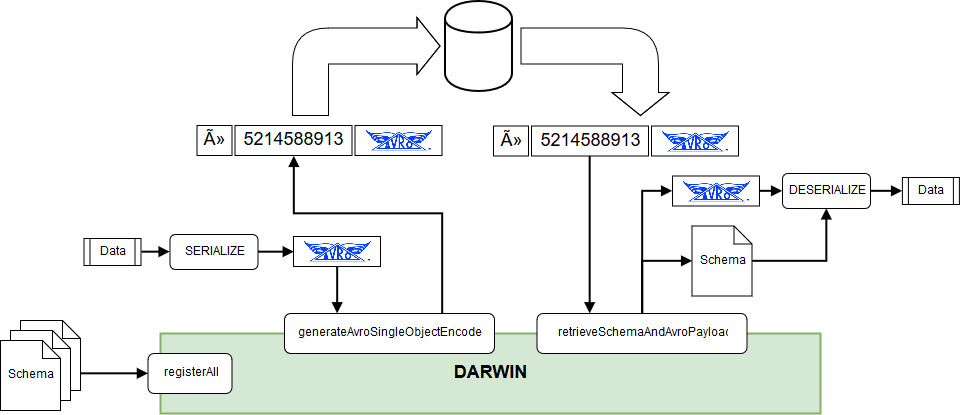 Ã» 5214588913 AVRO
Ã» 5214588913 AVRO
AVRO DESERIALIZE Data
Data SERIALIZE AVRO
Schema
generateAvroSingleObjectEncode
retrieveSchemaAndAvroPayload
Schema registerAll DARWIN